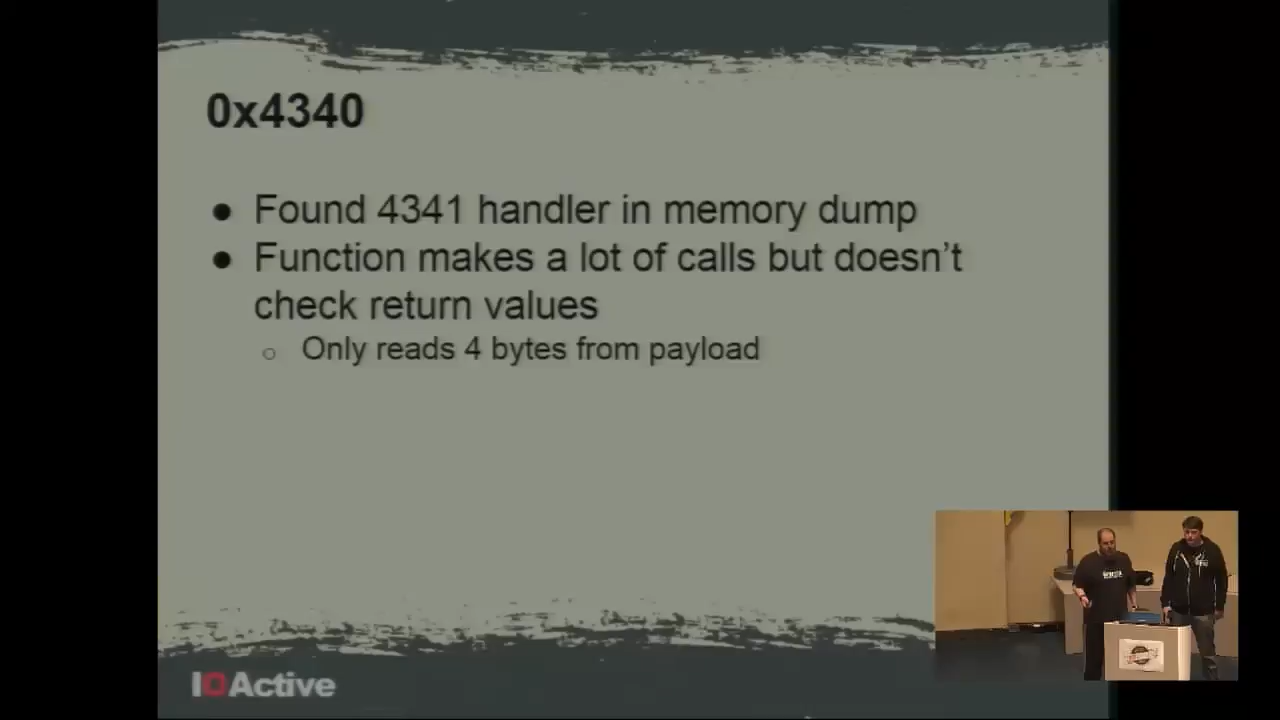 0x4340
● Found 4341 handler in memory dump
● Function makes a lot of calls but doesn’t
check return values
○ Only reads 4 bytes from payload
IOActive